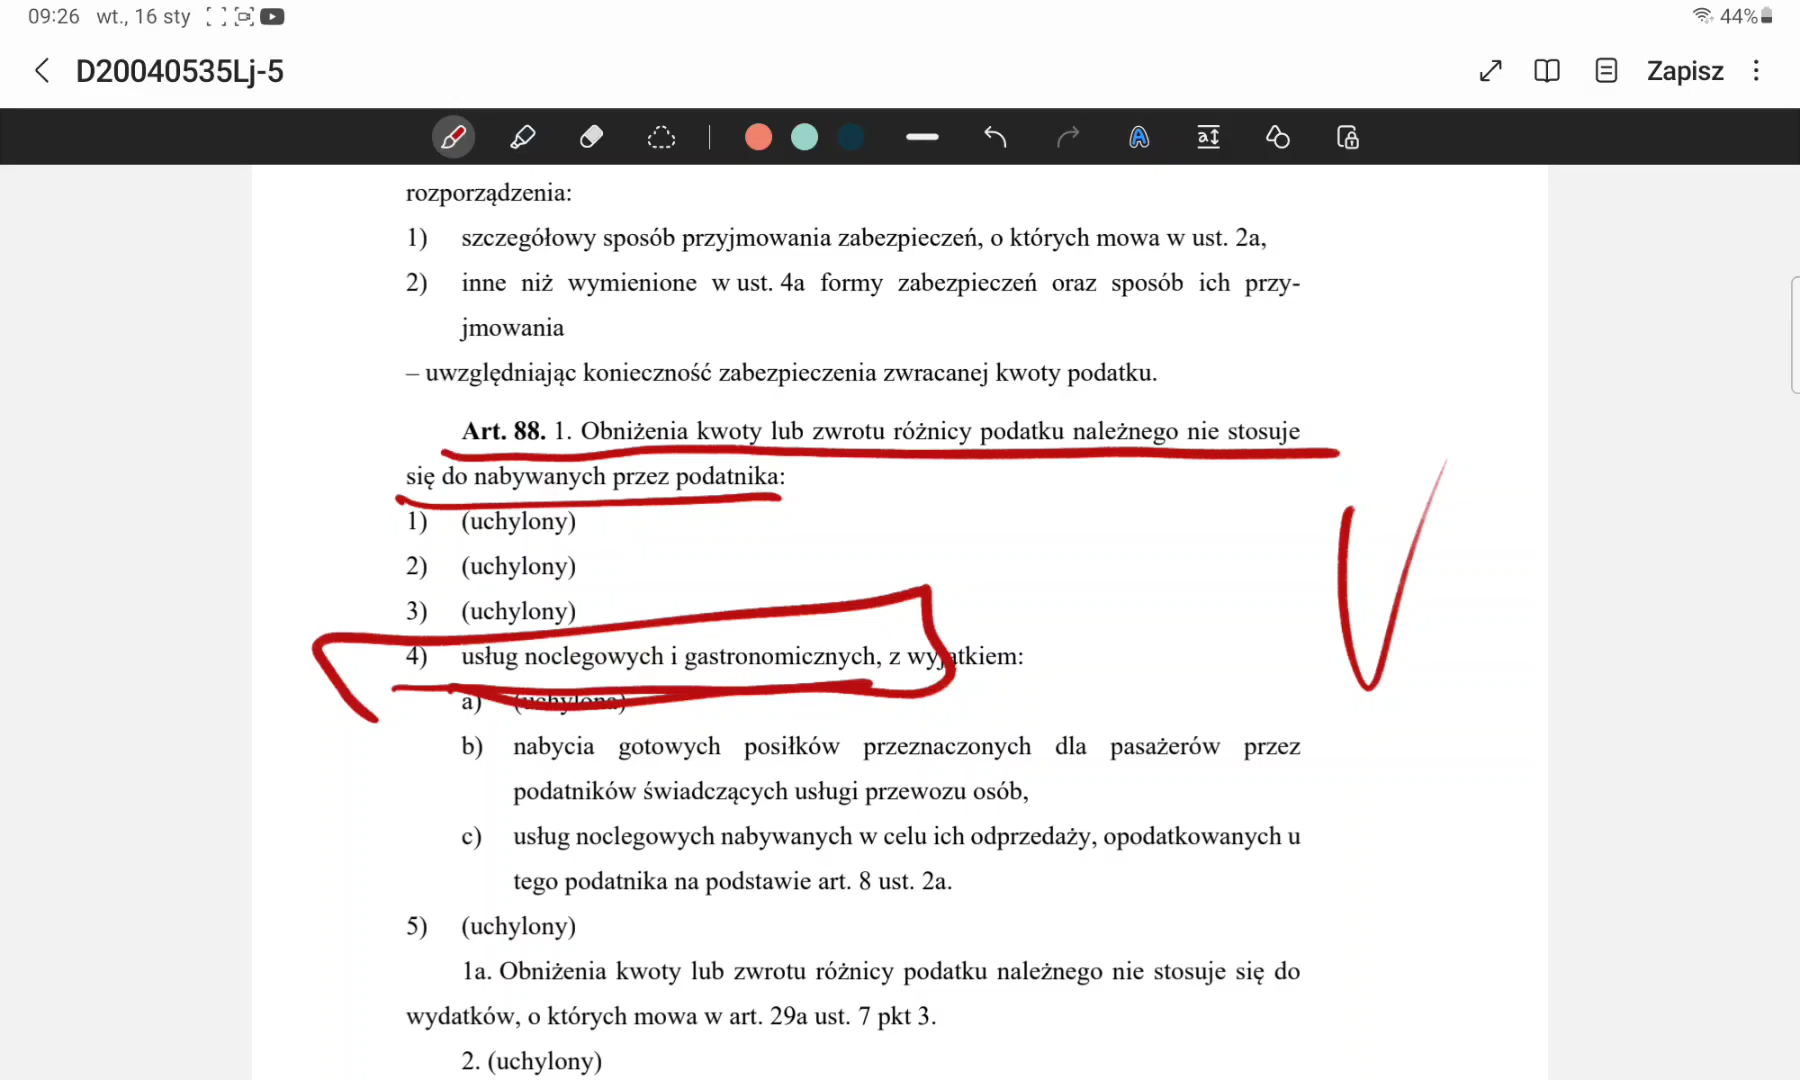 09:26 wt., 16 sty
44%
D20040535Lj-5
Zapisz
rozporządzenia:
1) szczegółowy sposób przyjmowania zabezpieczeń, o których mowa w ust. 2a,
2) inne niż wymienione w ust. 4a formy zabezpieczeń oraz sposób ich przy-
jmowania
– uwzględniając konieczność zabezpieczenia zwracanej kwoty podatku.
Art. 88. 1. Obniżenia kwoty lub zwrotu różnicy podatku należnego nie stosuje
się do nabywanych przez podatnika:
1) (uchylony)
2) (uchylony)
3) (uchylony)
4) usług noclegowych i gastronomicznych, z wyjątkiem:
a) (uchylona)
b) nabycia gotowych posiłków przeznaczonych dla pasażerów przez
podatników świadczących usługi przewozu osób,
c) usług noclegowych nabywanych w celu ich odprzedaży, opodatkowanych u
tego podatnika na podstawie art. 8 ust. 2a.
5) (uchylony)
1a. Obniżenia kwoty lub zwrotu różnicy podatku należnego nie stosuje się do
wydatków, o których mowa w art. 29a ust. 7 pkt 3.
2. (uchylony)